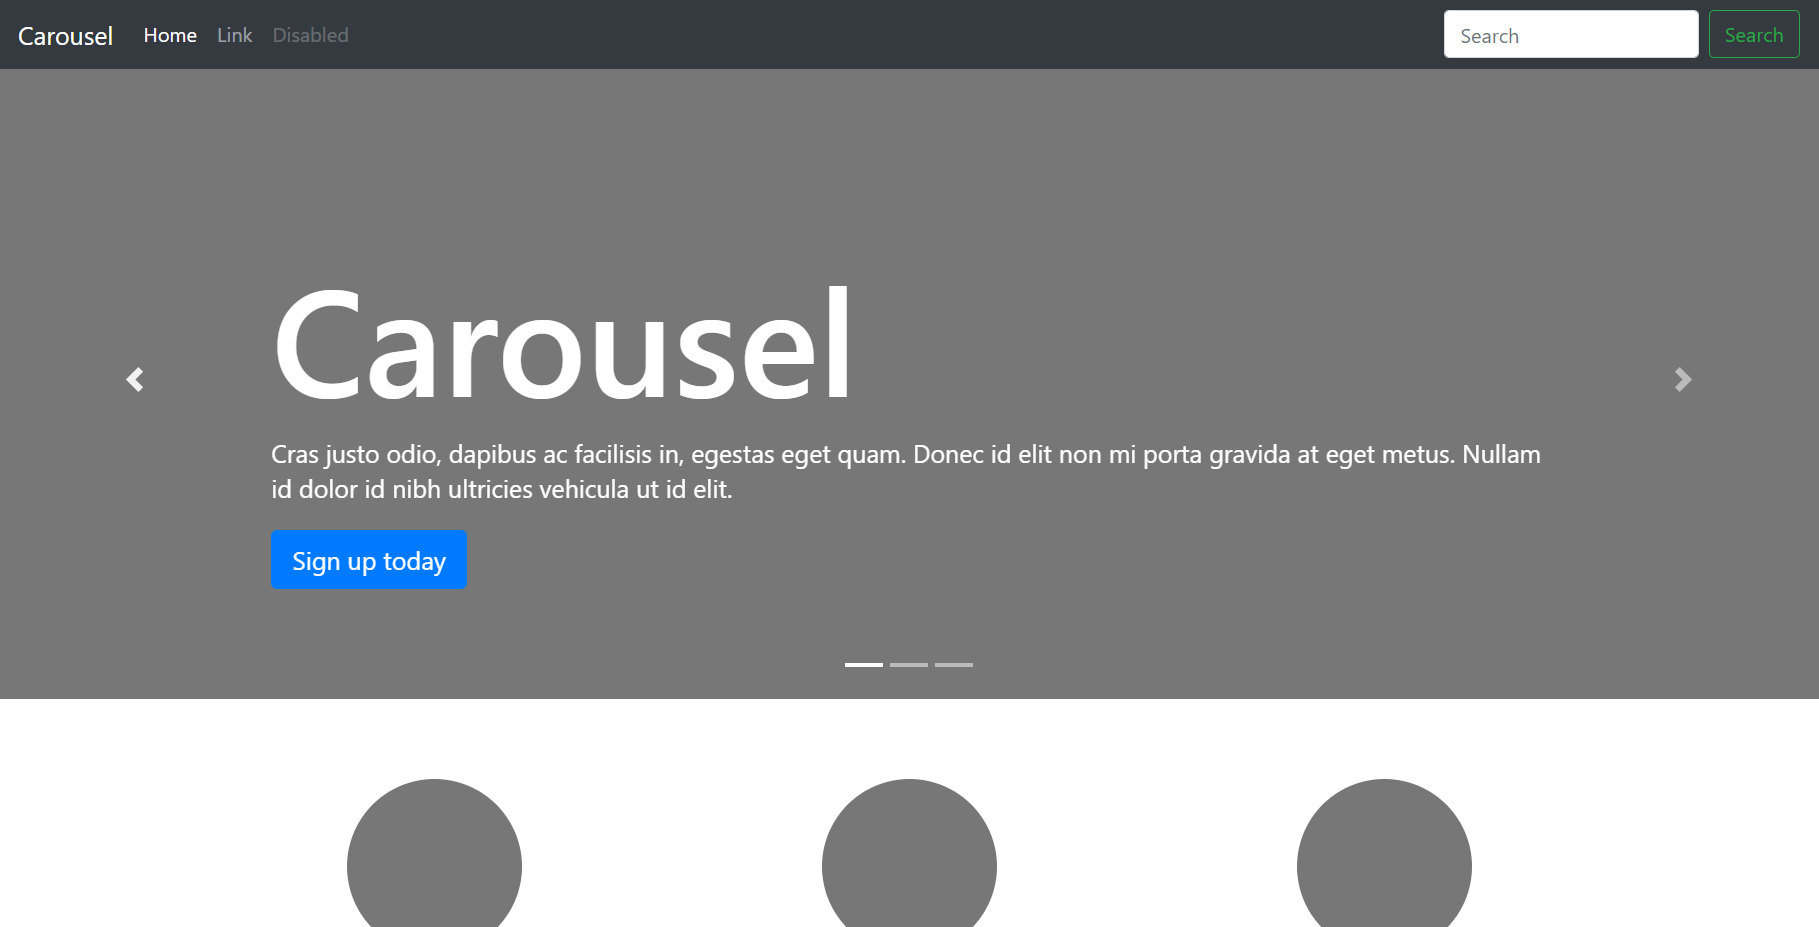 Carousel Home Link Disabled Search Search
Carousel
Cras justo odio, dapibus ac facilisis in, egestas eget quam. Donec id elit non mi porta gravida at eget metus. Nullam
id dolor id nibh ultricies vehicula ut id elit.
Sign up today